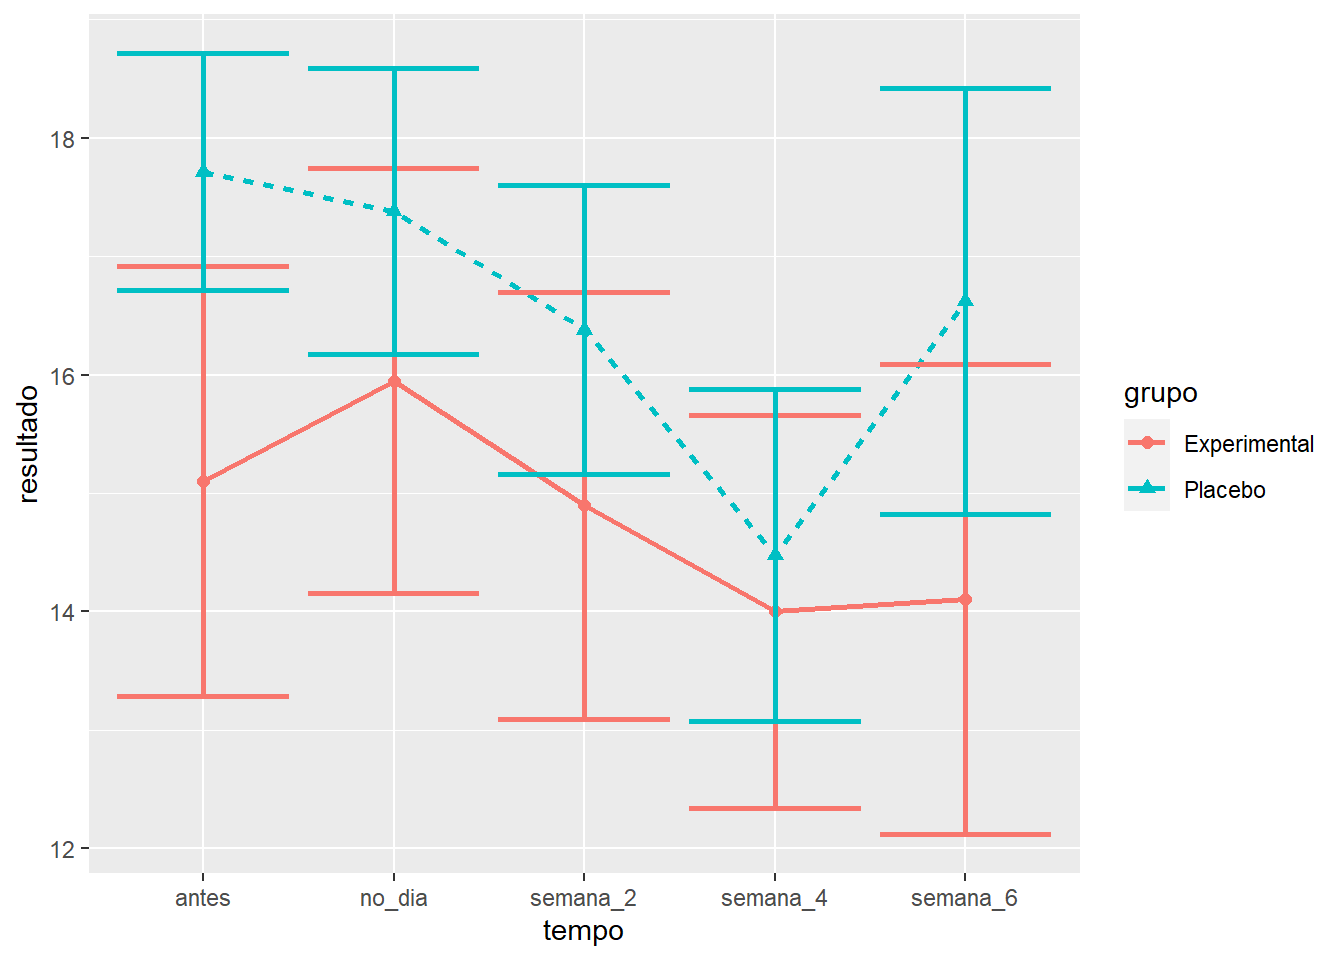 18
16
14
12
resultado
antes
no_dia
semana_2
semana_4
semana_6
tempo
grupo
Experimental
Placebo